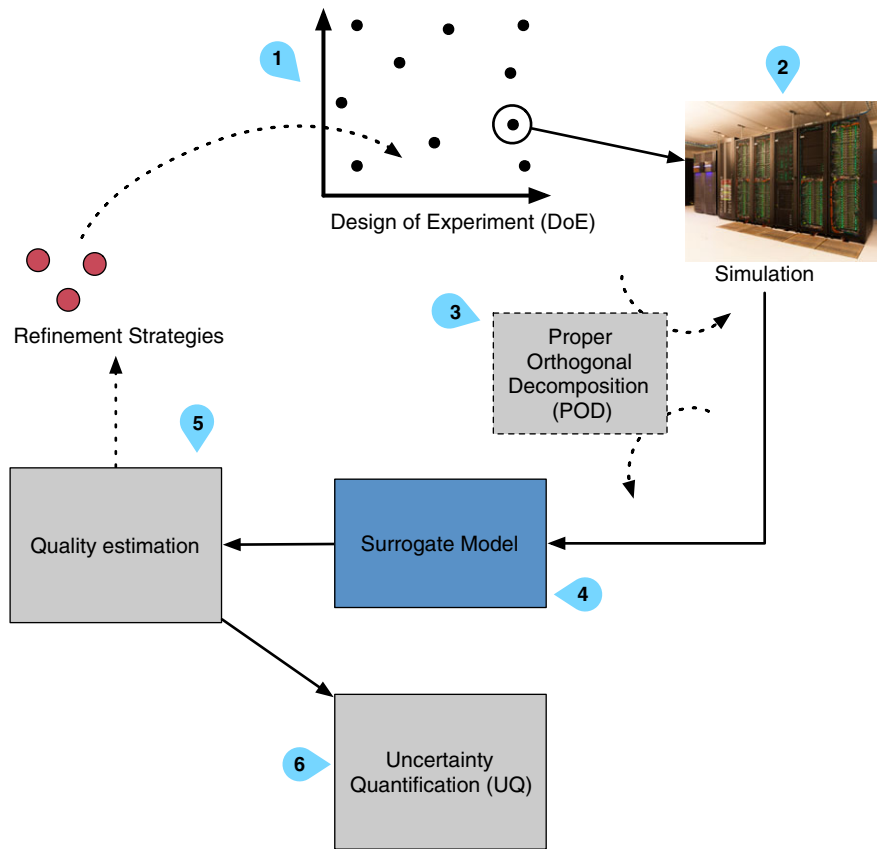 1
2
Design of Experiment (DoE)
Simulation
3
Proper
Orthogonal
Decomposition
(POD)
Refinement Strategies
5
Quality estimation
Surrogate Model
4
6
Uncertainty
Quantification (UQ)